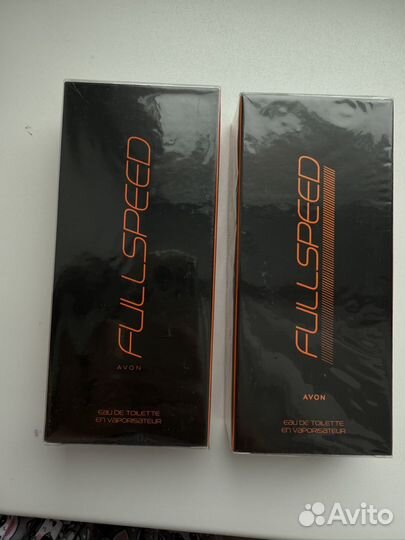 FULLSPEED
AVON
EAU DE TOILETTE
EN VAPORISATEUR
FULLSPEED
AVON
EAU DE TOILETTE
EN VAPORISATEUR
Avito